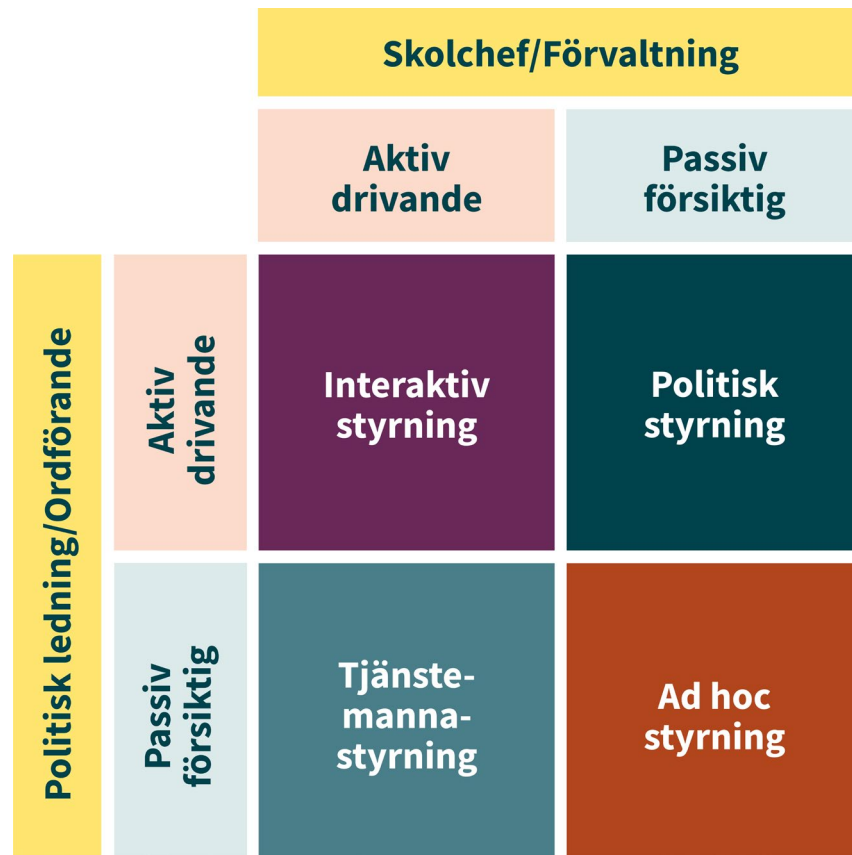 Skolchef/Förvaltning
Aktiv
drivande
Passiv
försiktig
Politisk ledning/Ordförande
Aktiv
drivande
Interaktiv
styrning
Politisk
styrning
Passiv
försiktig
Tjänste-
manna-
styrning
Ad hoc
styrning